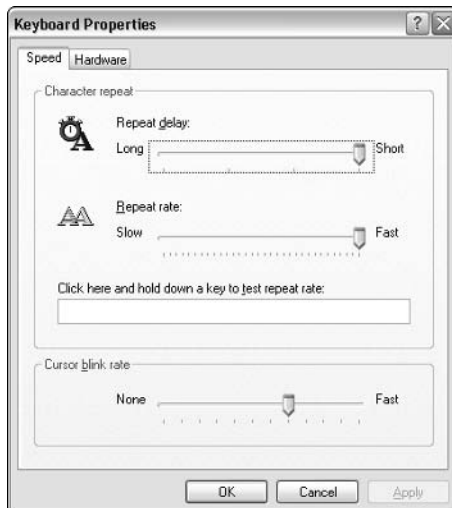 Keyboard Properties
Speed Hardware
Character repeat
Repeat delay:
Long Short
Repeat rate:
Slow Fast
Click here and hold down a key to test repeat rate:
Cursor blink rate
None Fast
OK Cancel Apply